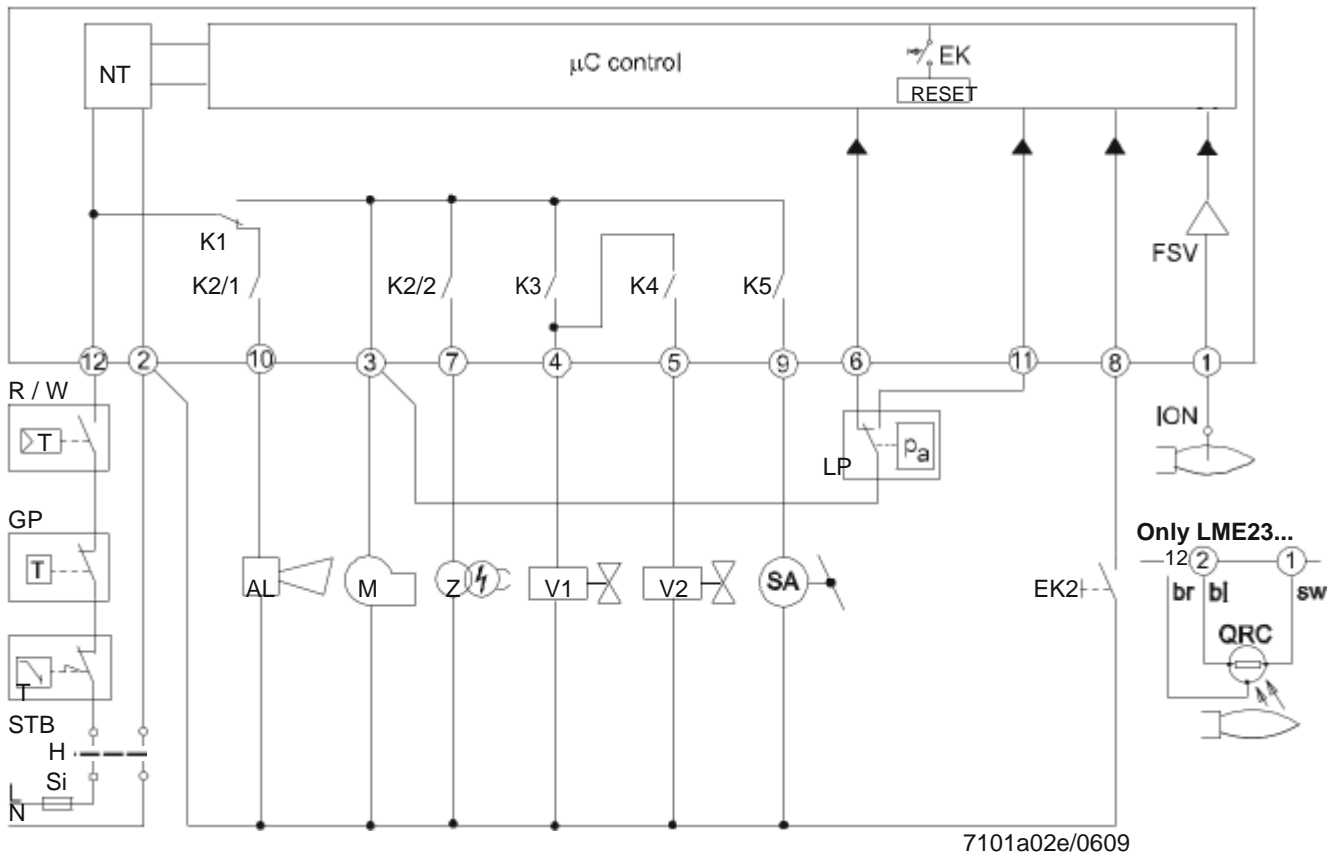 NT
µC control
EK
RESET
K1
FSV
K2/1
K2/2
K3
K4
K5
12
2
10
3
7
4
5
9
6
11
8
1
R / W
T
ION
LP
pa
GP
T
Only LME23...
12
2
1
AL
M
Z
V1
V2
SA
EK2
br
bl
sw
QRC
T
STB
H
Si
L
N
7101a02e/0609